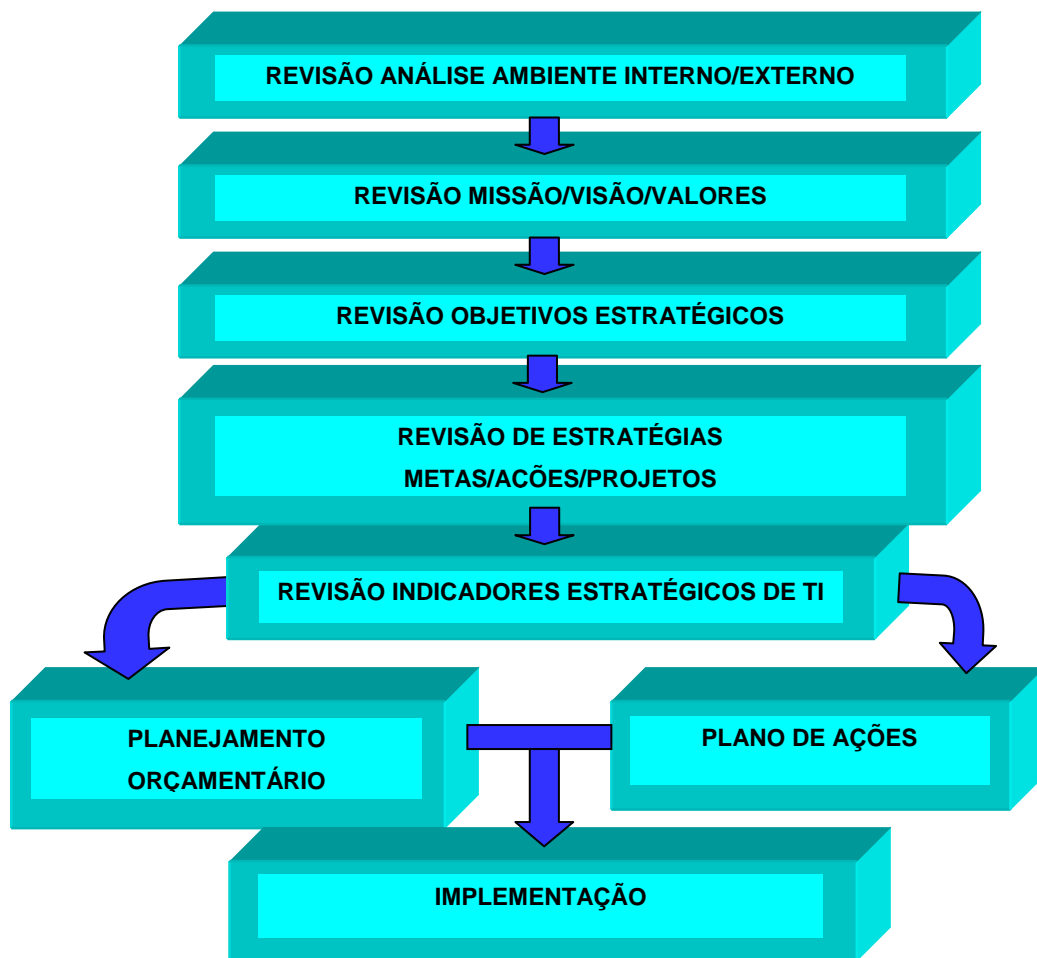 REVISÃO ANÁLISE AMBIENTE INTERNO/EXTERNO
REVISÃO MISSÃO/VISÃO/VALORES
REVISÃO OBJETIVOS ESTRATÉGICOS
REVISÃO DE ESTRATÉGIAS
METAS/AÇÕES/PROJETOS
REVISÃO INDICADORES ESTRATÉGICOS DE TI
PLANEJAMENTO
ORÇAMENTÁRIO
PLANO DE AÇÕES
IMPLEMENTAÇÃO